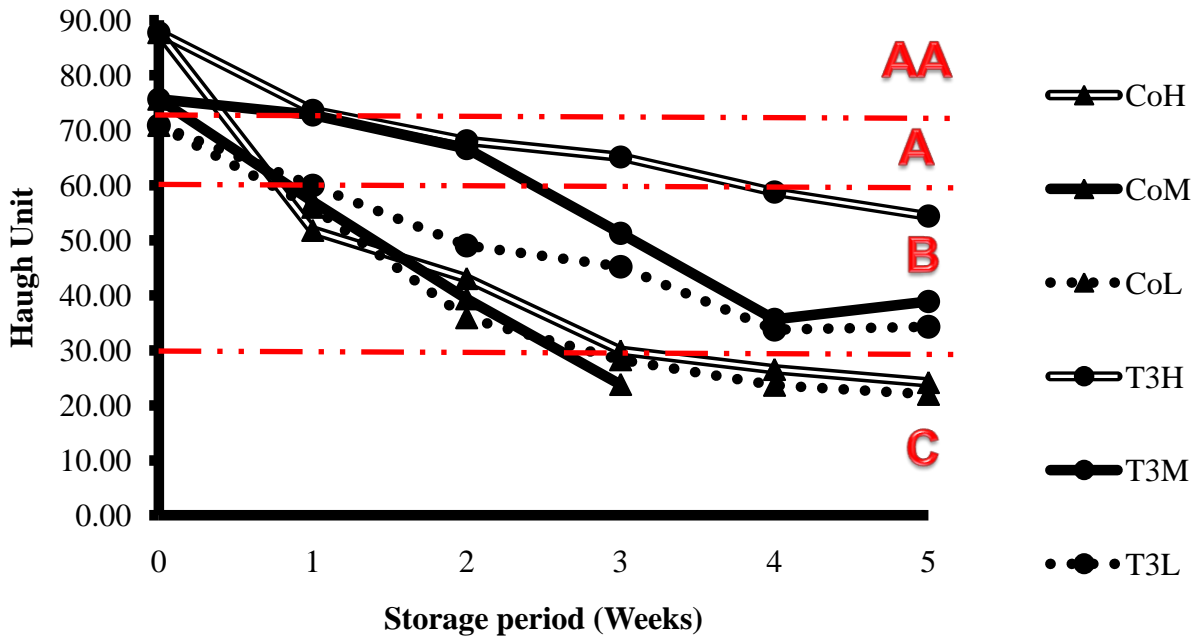 90.00
80.00
70.00
60.00
50.00
40.00
30.00
20.00
10.00
0.00
Haugh Unit
0 1 2 3 4 5
Storage period (Weeks)
AA
A
B
C
CoH
CoM
CoL
T3H
T3M
T3L